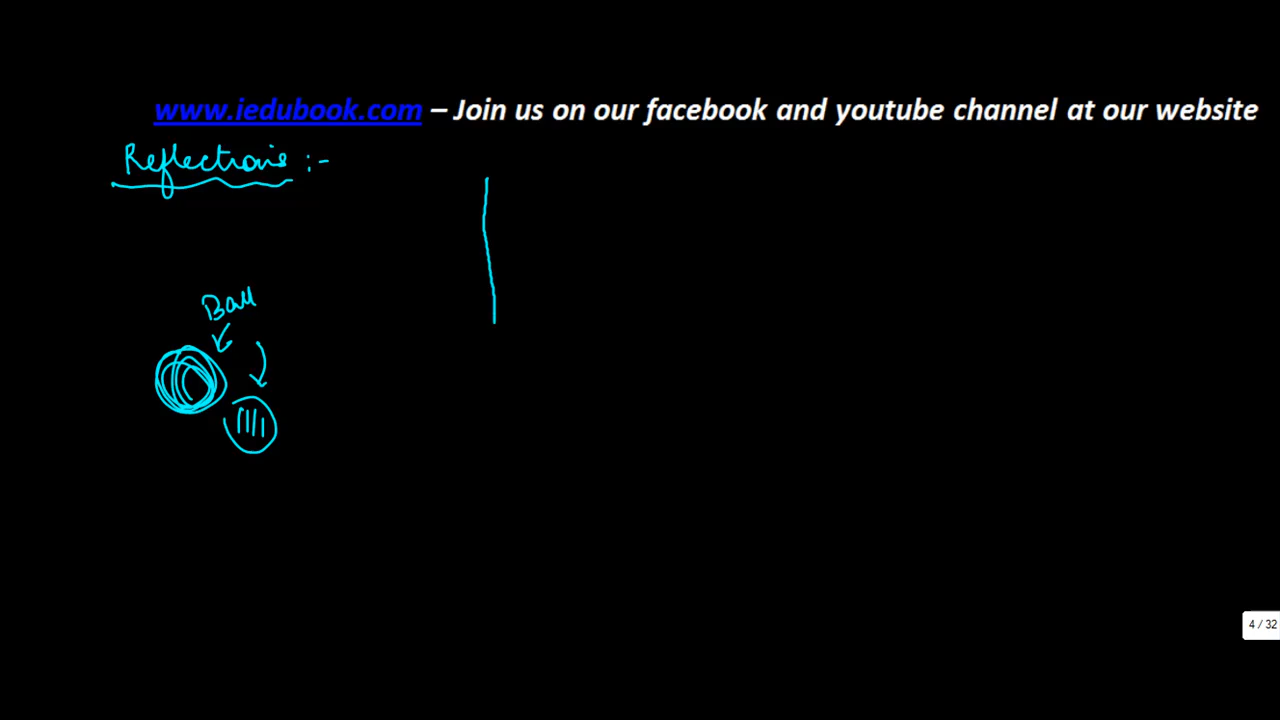 www.iedubook.com – Join us on our facebook and youtube channel at our website
Reflections :-
Ball
4 / 32